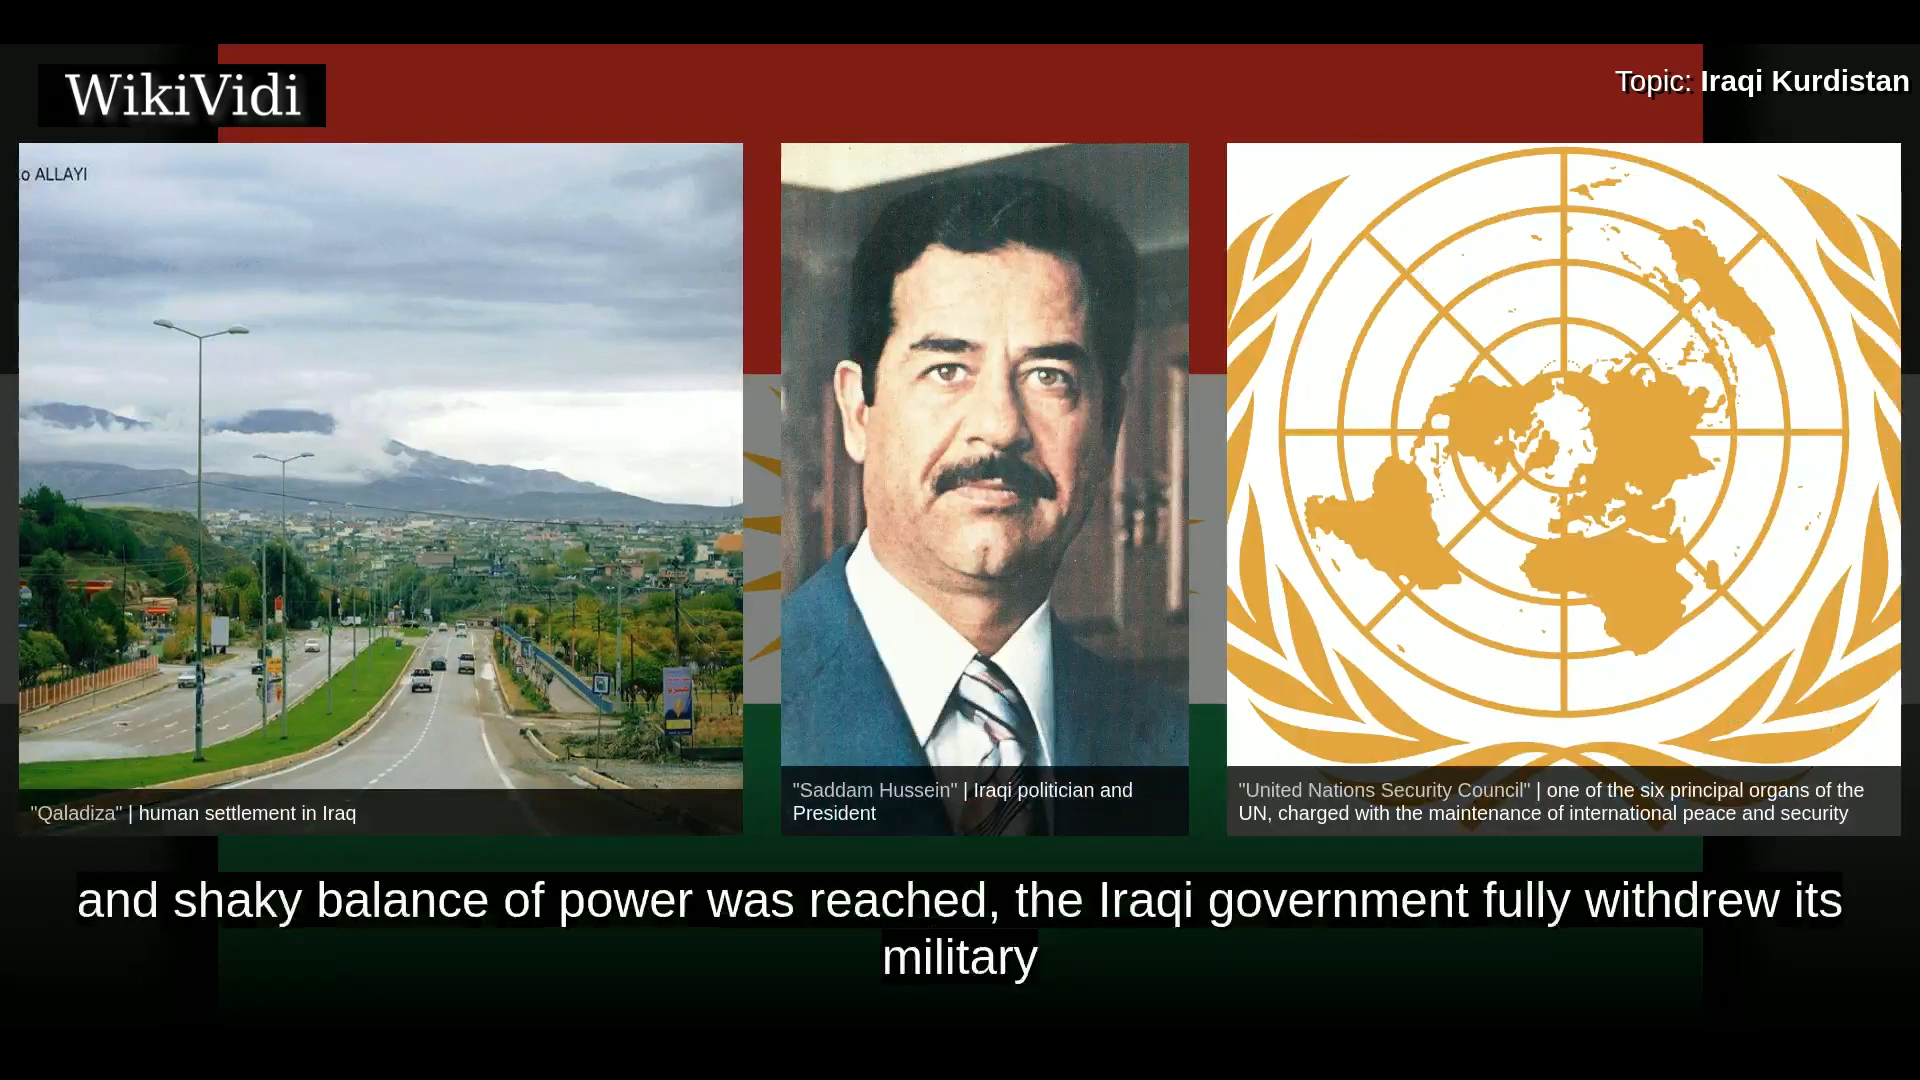 WikiVidi
Topic: Iraqi Kurdistan
o ALLAYI
"Qaladiza" | human settlement in Iraq
"Saddam Hussein" | Iraqi politician and
President
"United Nations Security Council" | one of the six principal organs of the
UN, charged with the maintenance of international peace and security
and shaky balance of power was reached, the Iraqi government fully withdrew its
military